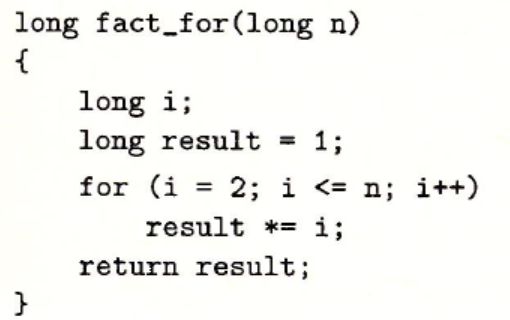 long fact_for(long n)
{
    long i;
    long result = 1;
    for (i = 2; i <= n; i++)
        result *= i;
    return result;
}